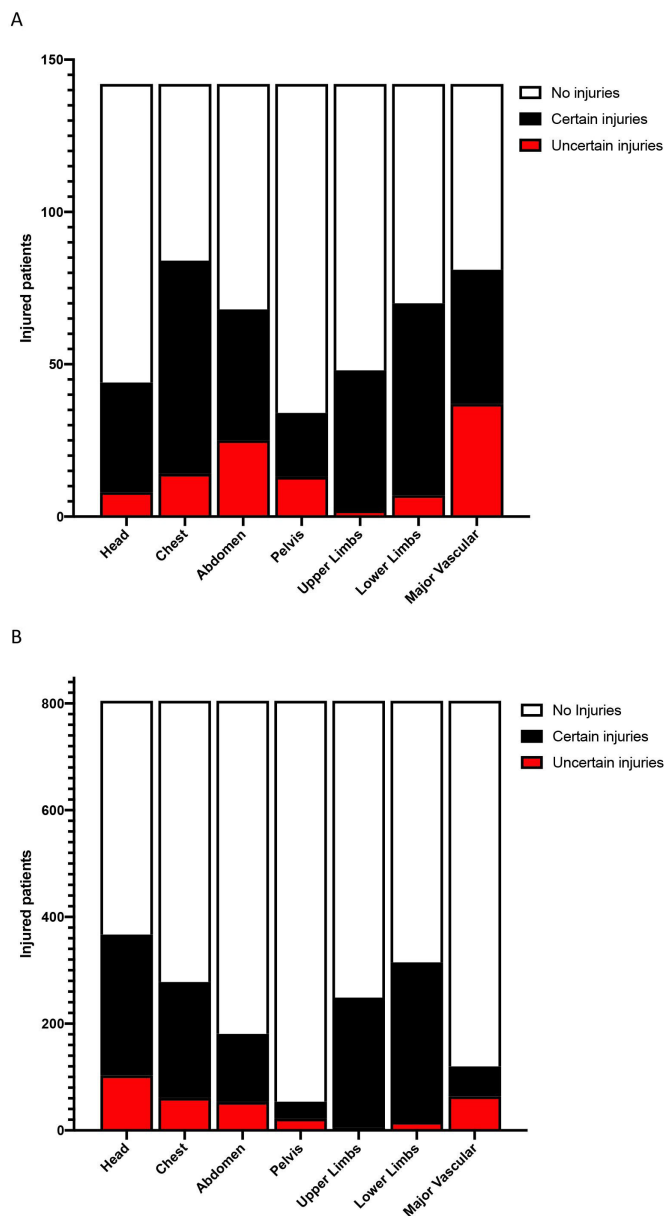 A
150
100
50
0
Injured patients
No injuries
Certain injuries
Uncertain injuries
Head
Chest
Abdomen
Pelvis
Upper Limbs
Lower Limbs
Major Vascular
B
800
600
400
200
0
Injured patients
No Injuries
Certain injuries
Uncertain injuries
Head
Chest
Abdomen
Pelvis
Upper Limbs
Lower Limbs
Major Vascular